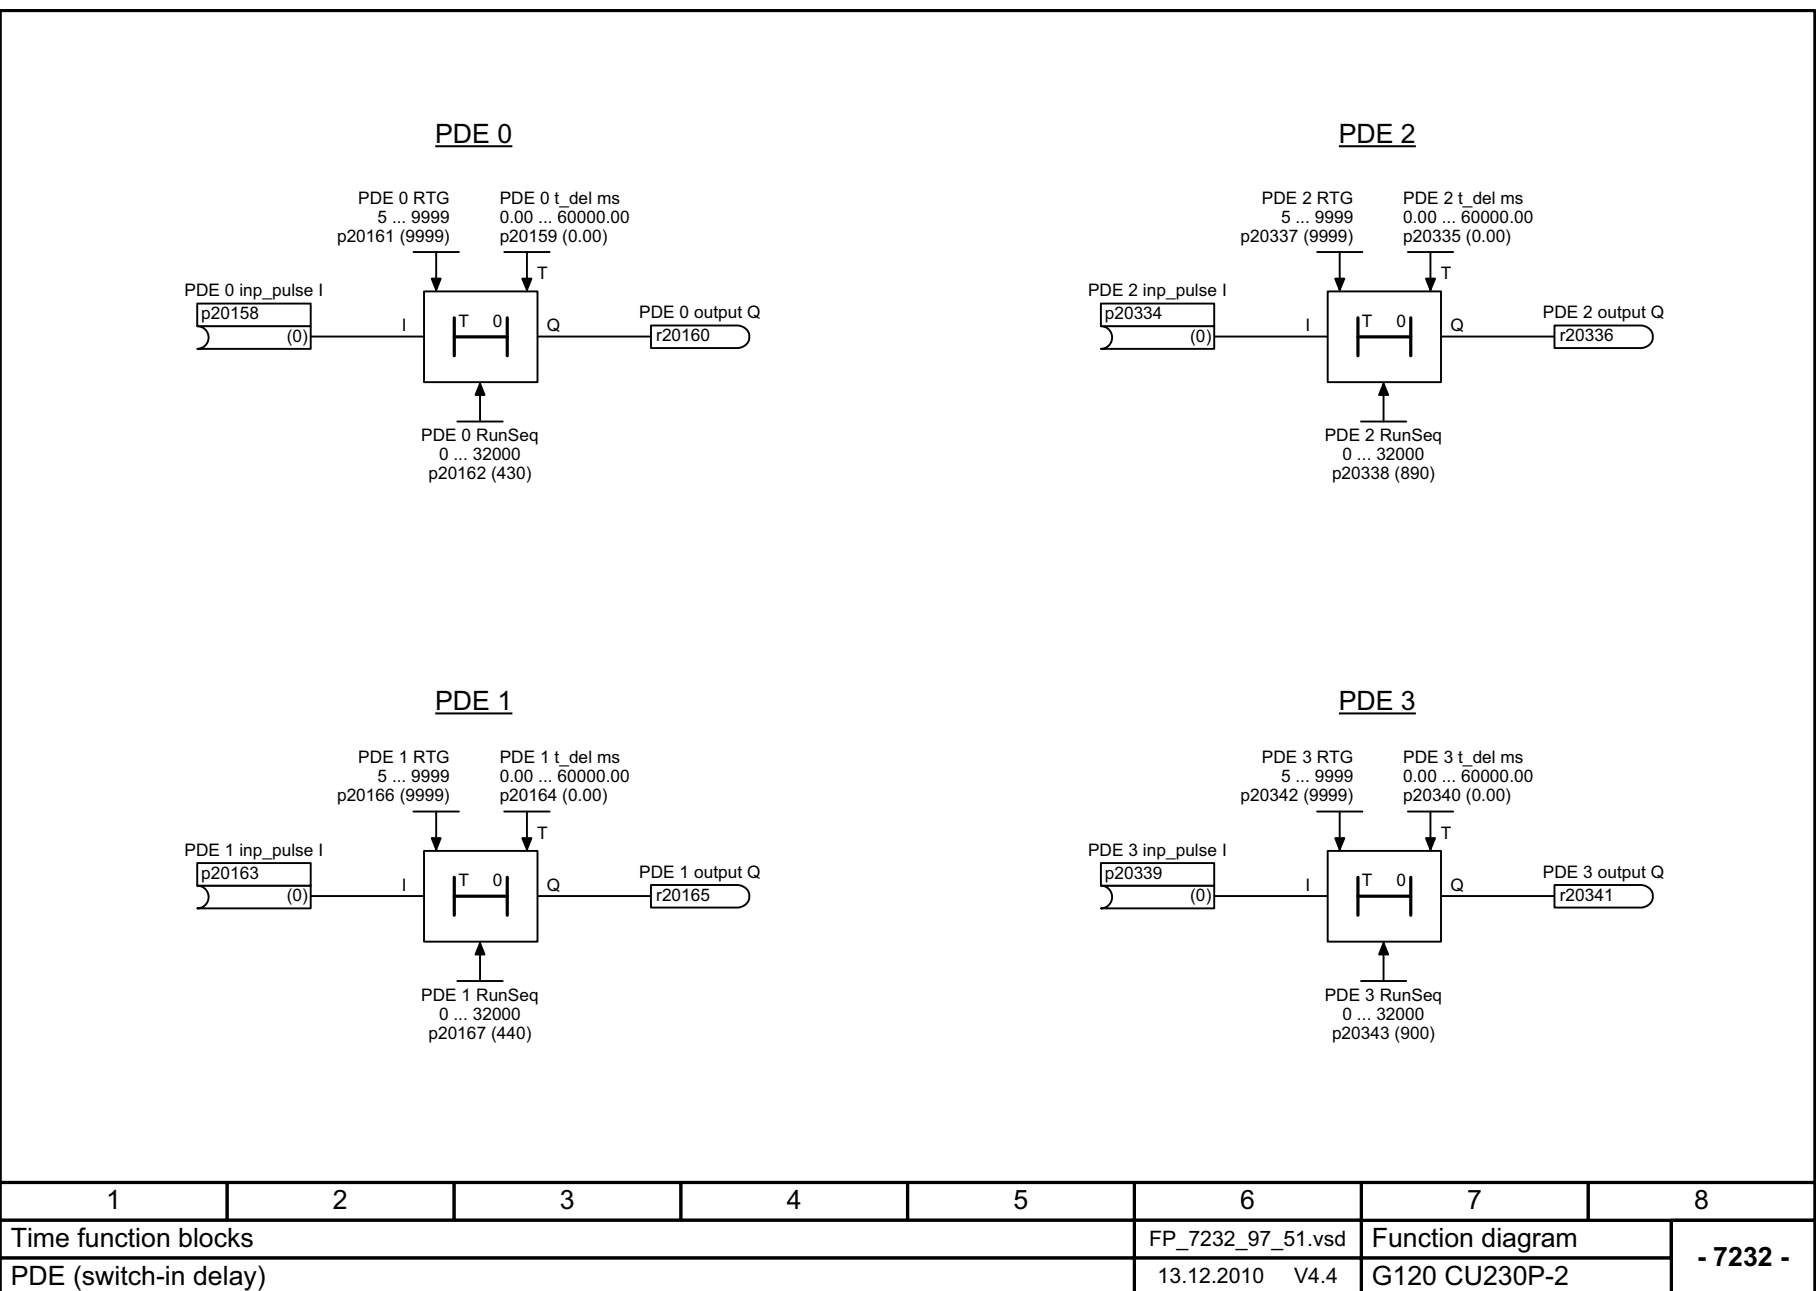 PDE 0
PDE 0 RTG
5 ... 9999
p20161 (9999)
PDE 0 t_del ms
0.00 ... 60000.00
p20159 (0.00)
T
PDE 0 inp_pulse I
p20158
(0)
I
T 0
Q
PDE 0 output Q
r20160
PDE 0 RunSeq
0 ... 32000
p20162 (430)
PDE 2
PDE 2 RTG
5 ... 9999
p20337 (9999)
PDE 2 t_del ms
0.00 ... 60000.00
p20335 (0.00)
T
PDE 2 inp_pulse I
p20334
(0)
I
T 0
Q
PDE 2 output Q
r20336
PDE 2 RunSeq
0 ... 32000
p20338 (890)
PDE 1
PDE 1 RTG
5 ... 9999
p20166 (9999)
PDE 1 t_del ms
0.00 ... 60000.00
p20164 (0.00)
T
PDE 1 inp_pulse I
p20163
(0)
I
T 0
Q
PDE 1 output Q
r20165
PDE 1 RunSeq
0 ... 32000
p20167 (440)
PDE 3
PDE 3 RTG
5 ... 9999
p20342 (9999)
PDE 3 t_del ms
0.00 ... 60000.00
p20340 (0.00)
T
PDE 3 inp_pulse I
p20339
(0)
I
T 0
Q
PDE 3 output Q
r20341
PDE 3 RunSeq
0 ... 32000
p20343 (900)
1 2 3 4 5 6 7 8
Time function blocks
FP_7232_97_51.vsd
Function diagram
- 7232 -
PDE (switch-in delay)
13.12.2010 V4.4
G120 CU230P-2